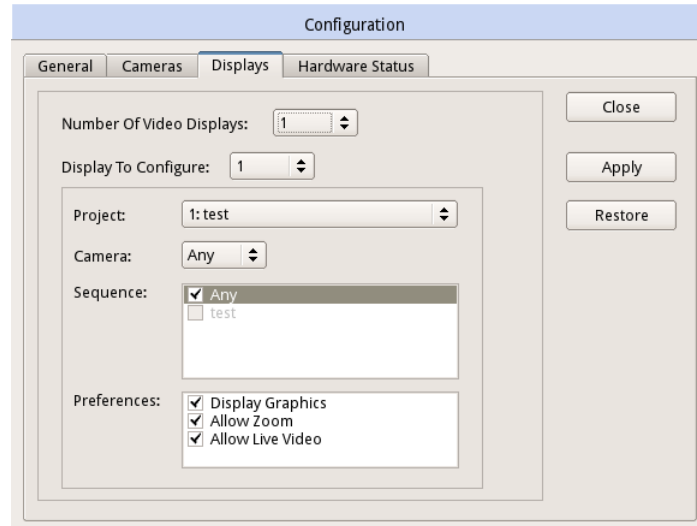 Configuration
General Cameras Displays Hardware Status
Number Of Video Displays: 1
Close
Display To Configure: 1
Apply
Project: 1: test
Restore
Camera: Any
Sequence: Any
test
Preferences: Display Graphics
Allow Zoom
Allow Live Video